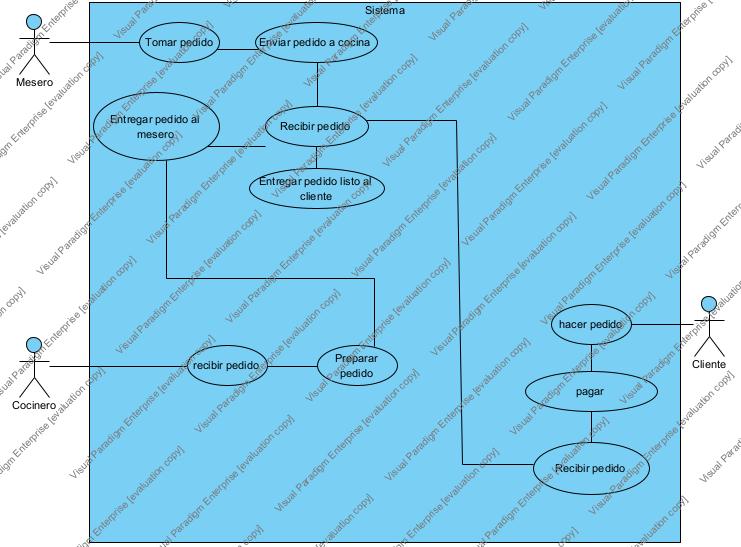 Sistema
Tomar pedido
Enviar pedido a cocina
Mesero
Entregar pedido al
mesero
Recibir pedido
Entregar pedido listo al
cliente
hacer pedido
Cliente
recibir pedido
Preparar
pedido
Cocinero
pagar
Recibir pedido
Visual Paradigm Enterprise [evaluation copy]